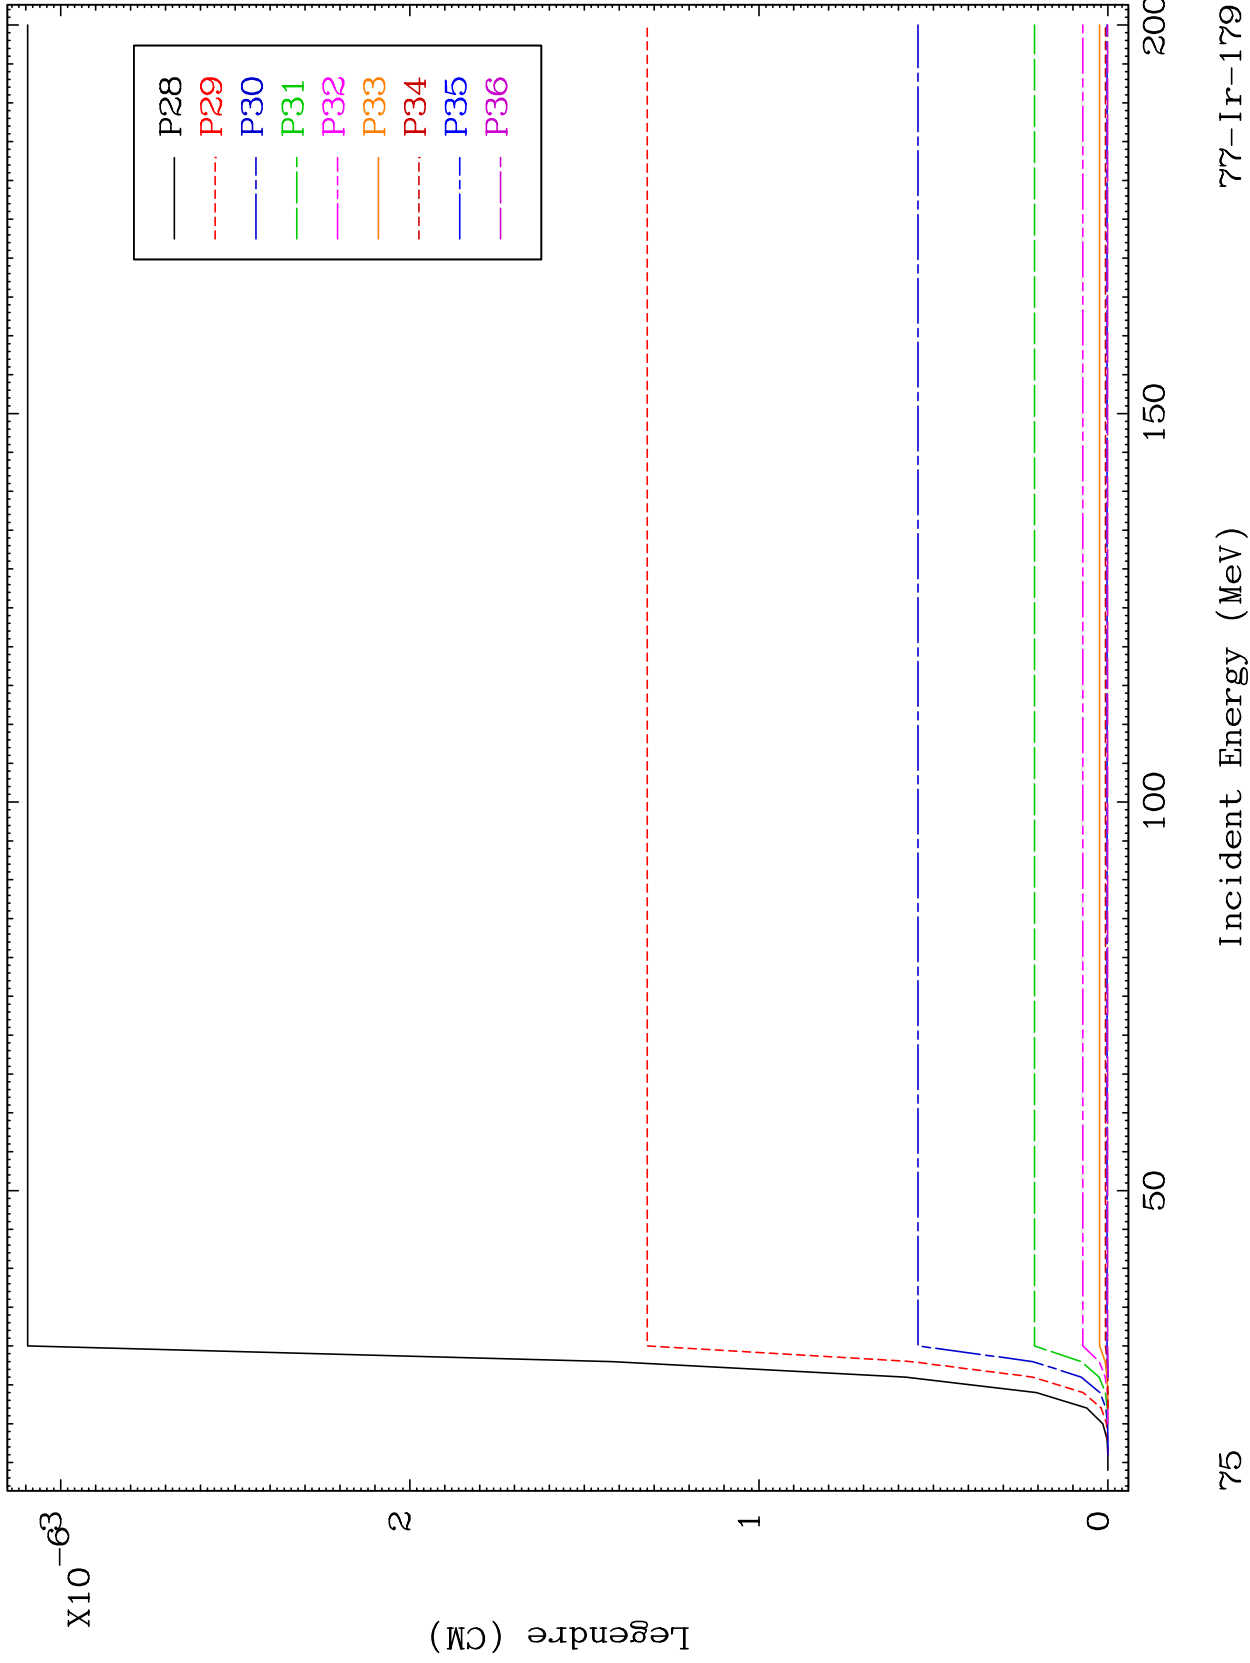 X10
-6
3
2
1
0
Legendre (CM)
P28
P29
P30
P31
P32
P33
P34
P35
P36
50
100
150
200
75
Incident Energy (MeV)
77-Ir-179